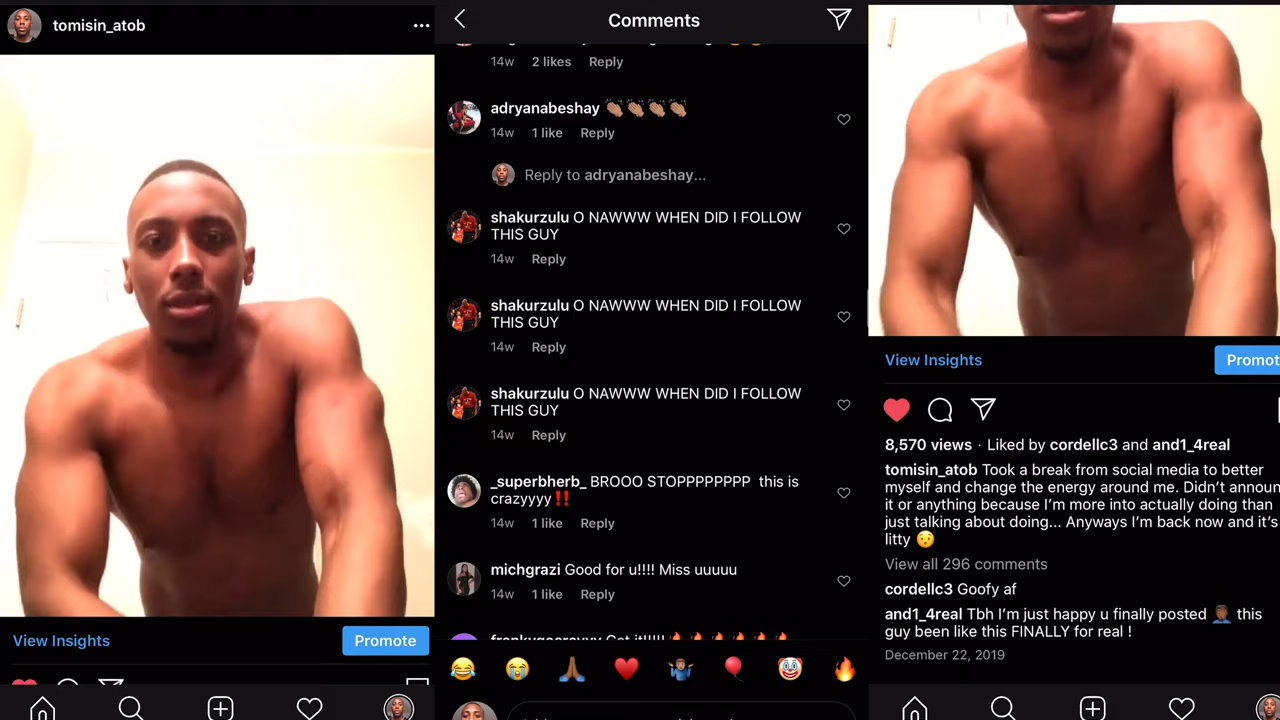 tomisin_atob
View Insights
Promote
Comments
14w 2 likes Reply
adryanabeshay 👏🏽👏🏽👏🏽👏🏽
14w 1 like Reply
Reply to adryanabeshay...
shakurzulu O NAWWW WHEN DID I FOLLOW
THIS GUY
14w Reply
shakurzulu O NAWWW WHEN DID I FOLLOW
THIS GUY
14w Reply
shakurzulu O NAWWW WHEN DID I FOLLOW
THIS GUY
14w Reply
_superbherb_ BROOO STOPPPPPPPP this is
crazyyyy‼️
14w 1 like Reply
michgrazi Good for u!!!! Miss uuuuu
14w 1 like Reply
View Insights
Promot
8,570 views · Liked by cordellc3 and and1_4real
tomisin_atob Took a break from social media to better
myself and change the energy around me. Didn't announ
it or anything because I'm more into actually doing than
just talking about doing... Anyways I'm back now and it's
litty 😯
View all 296 comments
cordellc3 Goofy af
and1_4real Tbh I'm just happy u finally posted 🤦🏾‍♂️ this
guy been like this FINALLY for real !
December 22, 2019